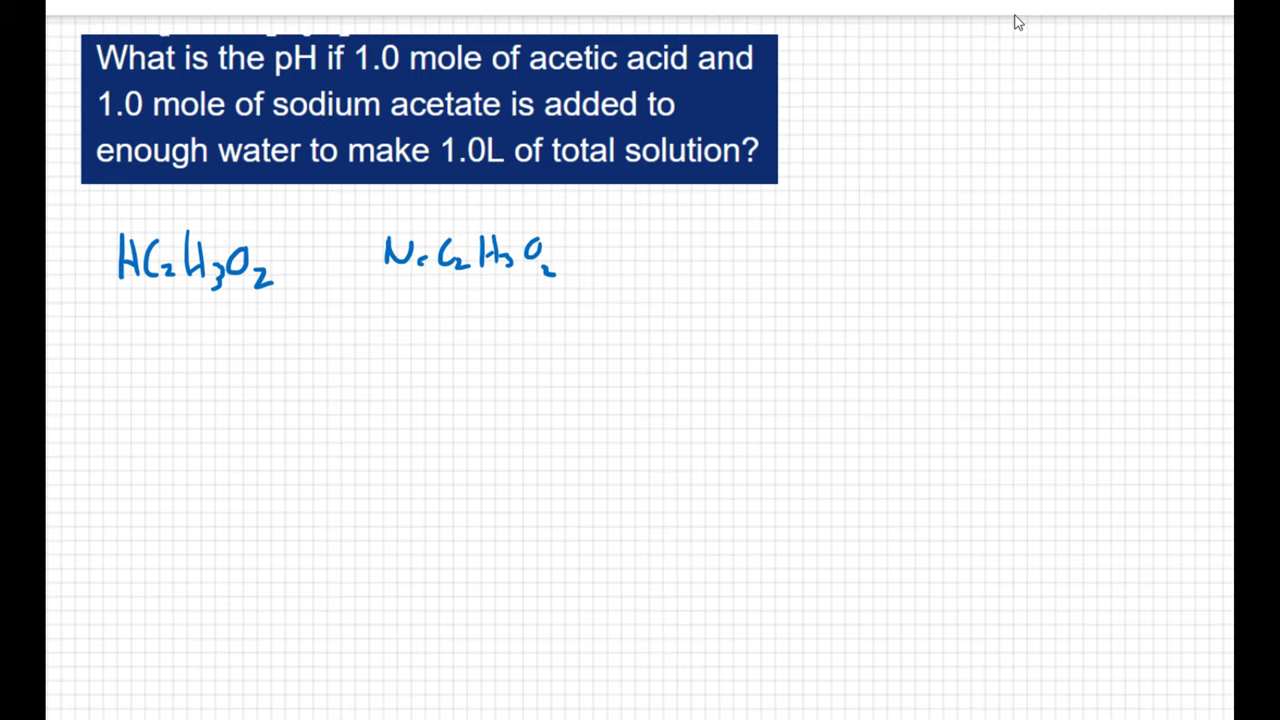 What is the pH if 1.0 mole of acetic acid and
1.0 mole of sodium acetate is added to
enough water to make 1.0L of total solution?
HC₂H₃O₂ NaC₂H₃O₂